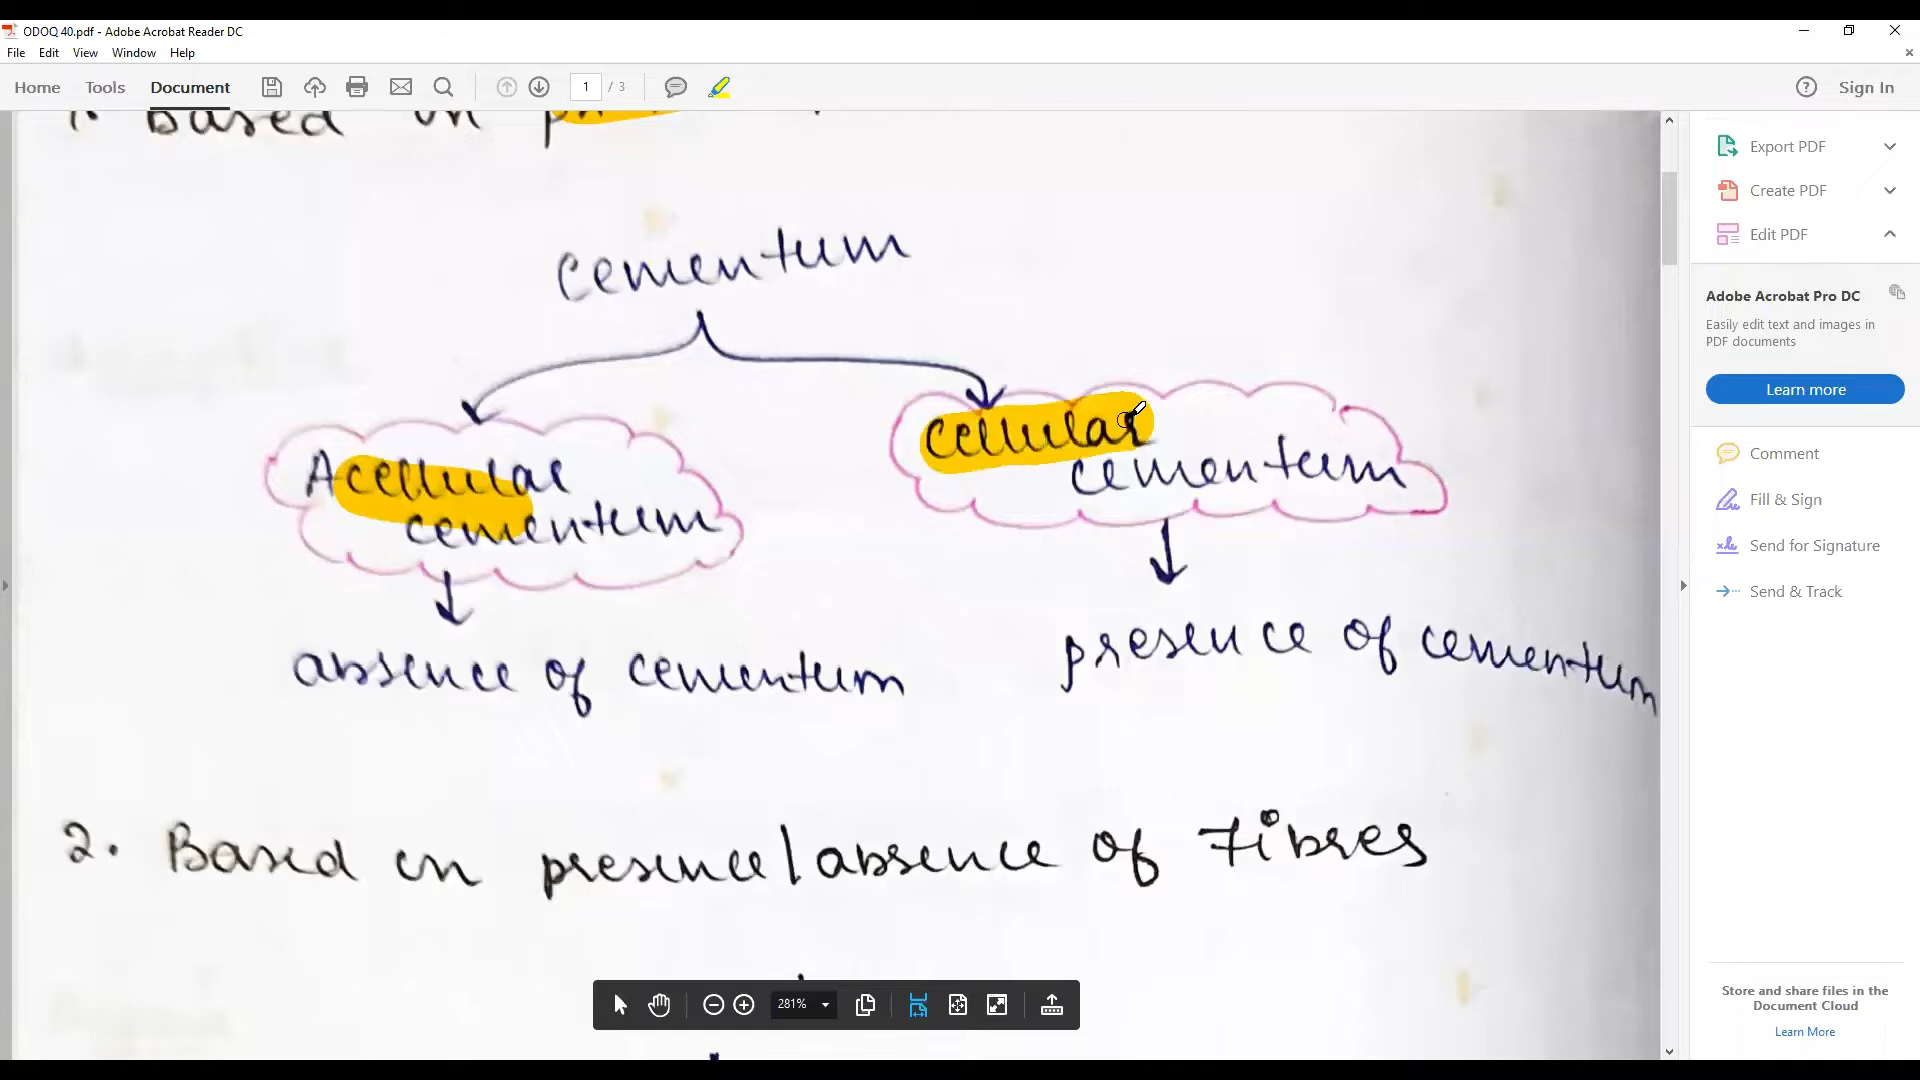 ODOQ 40.pdf - Adobe Acrobat Reader DC
File Edit View Window Help
Home Tools Document 1 / 3 Sign In
1. Based on
cementum
Acellular cellular
cementum cementum
absence of cementum presence of cementum
2. Based on presence/absence of Fibres
281%
Export PDF
Create PDF
Edit PDF
Adobe Acrobat Pro DC
Easily edit text and images in
PDF documents
Learn more
Comment
Fill & Sign
Send for Signature
Send & Track
Store and share files in the
Document Cloud
Learn More